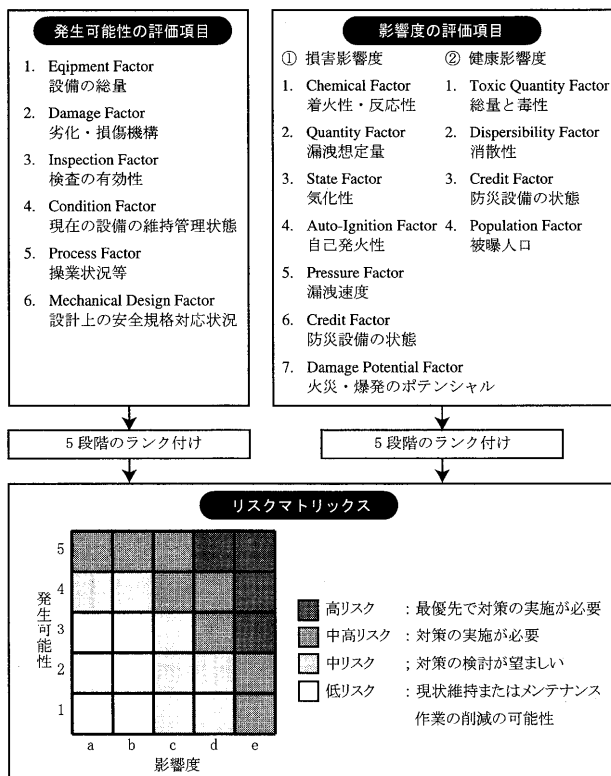 発生可能性の評価項目
1. Eqipment Factor
設備の総量
2. Damage Factor
劣化・損傷機構
3. Inspection Factor
検査の有効性
4. Condition Factor
現在の設備の維持管理状態
5. Process Factor
操業状況等
6. Mechanical Design Factor
設計上の安全規格対応状況
影響度の評価項目
① 損害影響度
1. Chemical Factor
着火性・反応性
2. Quantity Factor
漏洩想定量
3. State Factor
気化性
4. Auto-Ignition Factor
自己発火性
5. Pressure Factor
漏洩速度
6. Credit Factor
防災設備の状態
7. Damage Potential Factor
火災・爆発のポテンシャル
② 健康影響度
1. Toxic Quantity Factor
総量と毒性
2. Dispersibility Factor
消散性
3. Credit Factor
防災設備の状態
4. Population Factor
被曝人口
5段階のランク付け
5段階のランク付け
リスクマトリックス
発生可能性
5
4
3
2
1
a b c d e
影響度
高リスク : 最優先で対策の実施が必要
中高リスク : 対策の実施が必要
中リスク ; 対策の検討が望ましい
低リスク : 現状維持またはメンテナンス
作業の削減の可能性